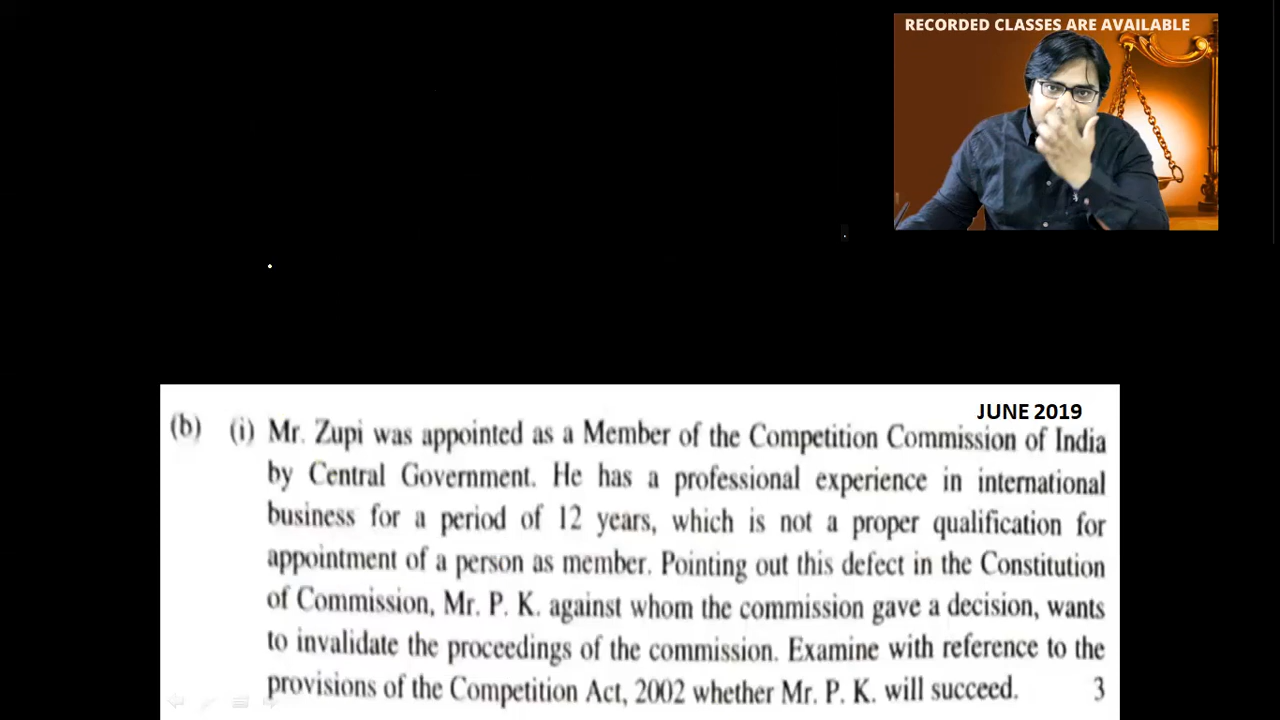 RECORDED CLASSES ARE AVAILABLE
JUNE 2019
(b) (i) Mr. Zupi was appointed as a Member of the Competition Commission of India
by Central Government. He has a professional experience in international
business for a period of 12 years, which is not a proper qualification for
appointment of a person as member. Pointing out this defect in the Constitution
of Commission, Mr. P. K. against whom the commission gave a decision, wants
to invalidate the proceedings of the commission. Examine with reference to the
provisions of the Competition Act, 2002 whether Mr. P. K. will succeed. 3